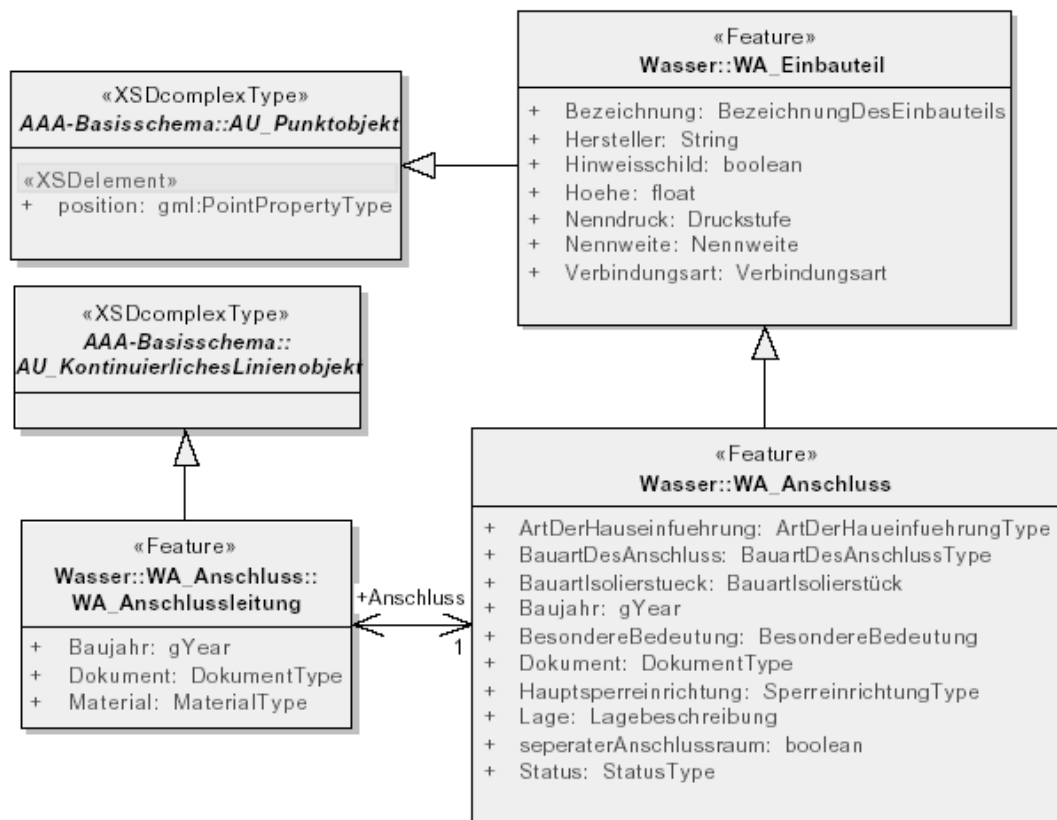 «XSDcomplexType»
AAA-Basisschema::AU_Punktobjekt
«XSDelement»
+ position: gml:PointPropertyType
«Feature»
Wasser::WA_Einbauteil
+ Bezeichnung: BezeichnungDesEinbauteils
+ Hersteller: String
+ Hinweisschild: boolean
+ Hoehe: float
+ Nenndruck: Druckstufe
+ Nennweite: Nennweite
+ Verbindungsart: Verbindungsart
«XSDcomplexType»
AAA-Basisschema::
AU_KontinuierlichesLinienobjekt
«Feature»
Wasser::WA_Anschluss::
WA_Anschlussleitung
+ Baujahr: gYear
+ Dokument: DokumentType
+ Material: MaterialType
+Anschluss
1
«Feature»
Wasser::WA_Anschluss
+ ArtDerHauseinfuehrung: ArtDerHaueinfuehrungType
+ BauartDesAnschluss: BauartDesAnschlussType
+ BauartIsolierstueck: BauartIsolierstück
+ Baujahr: gYear
+ BesondereBedeutung: BesondereBedeutung
+ Dokument: DokumentType
+ Hauptsperreinrichtung: SperreinrichtungType
+ Lage: Lagebeschreibung
+ seperaterAnschlussraum: boolean
+ Status: StatusType